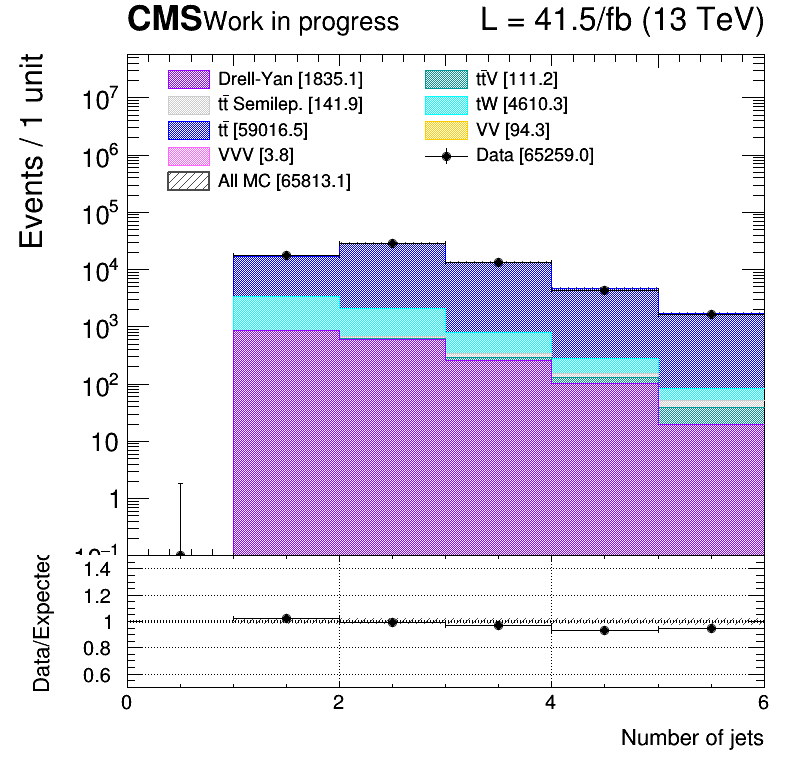 CMS Work in progress L = 41.5/fb (13 TeV)
Events / 1 unit
Drell-Yan [1835.1] tt̄V [111.2]
tt̄ Semilep. [141.9] tW [4610.3]
tt̄ [59016.5] VV [94.3]
VVV [3.8] Data [65259.0]
All MC [65813.1]
10⁷
10⁶
10⁵
10⁴
10³
10²
10
1
10⁻¹
Data/Expected
1.4
1.2
1
0.8
0.6
0 2 4 6
Number of jets